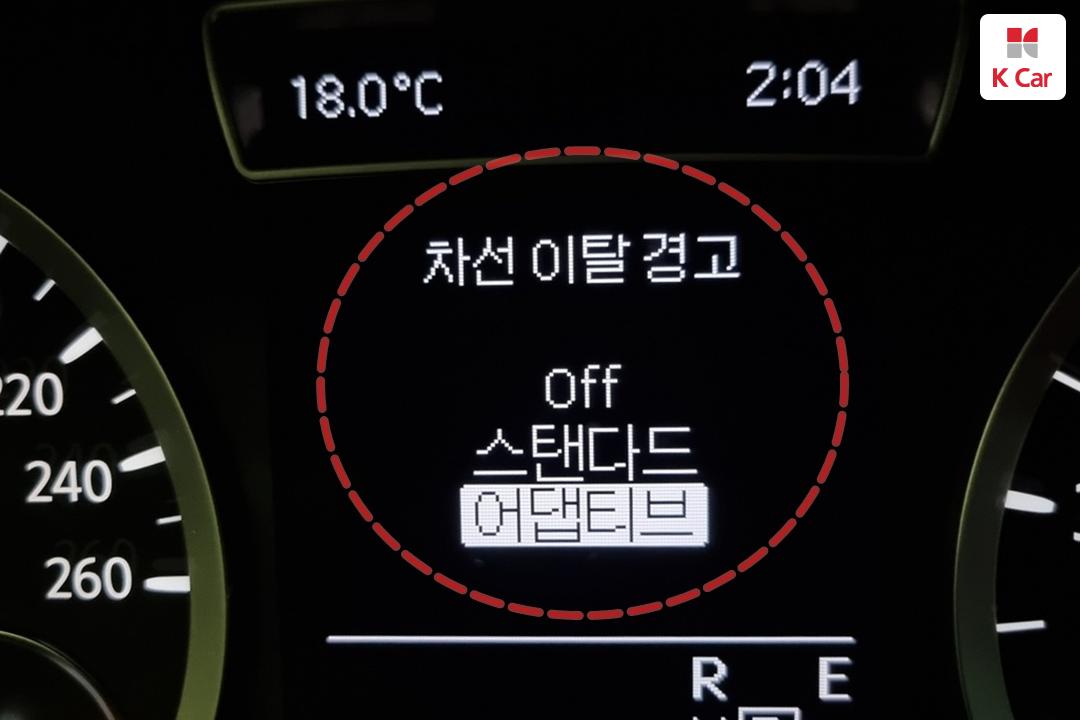 K Car
18.0°C 2:04
차선 이탈 경고
Off
스탠다드
어댑티브
220
240
260
R E